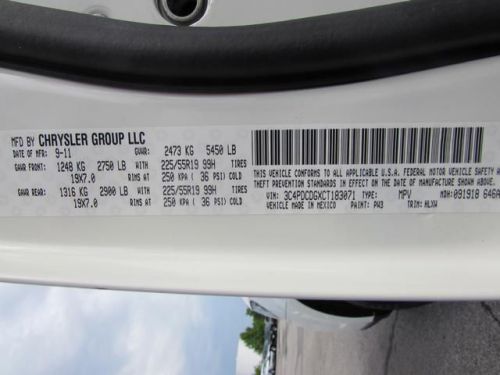 MFD BY CHRYSLER GROUP LLC
DATE OF MFR: 9-11 GVWR: 2473 KG 5450 LB
GAWR FRONT: 1248 KG 2750 LB WITH 225/55R19 99H TIRES
19X7.0 RIMS AT 250 KPA ( 36 PSI) COLD
GAWR REAR: 1316 KG 2900 LB WITH 225/55R19 99H TIRES
19X7.0 RIMS AT 250 KPA ( 36 PSI) COLD
THIS VEHICLE CONFORMS TO ALL APPLICABLE U.S.A. FEDERAL MOTOR VEHICLE SAFETY
THEFT PREVENTION STANDARDS IN EFFECT ON THE DATE OF MANUFACTURE SHOWN ABOVE.
VIN: 3C4PDCDGXCT183071 TYPE: MPV MDH: 091918 646A
VEHICLE MADE IN MEXICO PAINT: PW3 TRIM: HLXW